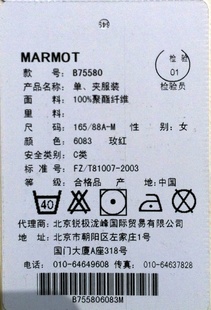 MARMOT
款 号: B75580
检验
01
检验员
产品名称: 单、夹服装
面 料: 100%聚酯纤维
里 料:
尺 码: 165/88A-M 性 别: 女
颜 色: 6083 玫红
安全类别: C类
标 准 号: FZ/T81007-2003
等 级: 合格品 产 地: 中国
40
代理商: 北京锐极泷峰国际贸易有限公司
地 址: 北京市朝阳区左家庄1号
国门大厦A座318号
电 话: 010-64649608 传真: 010-64637828
B755806083M